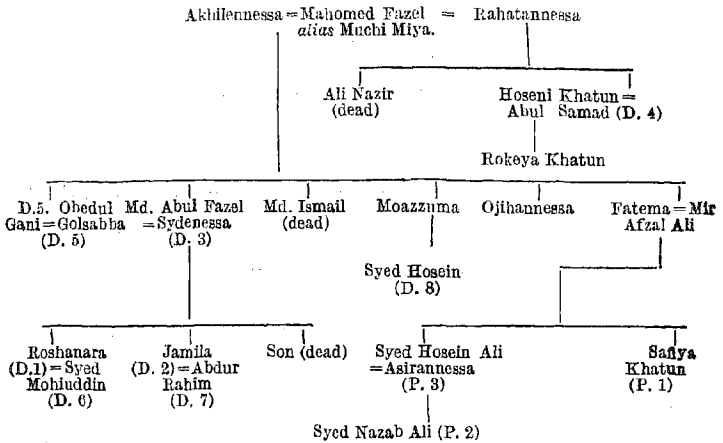 Akhilennessa = Mahomed Fazel = Rahatannessa
alias Muchi Miya.
Ali Nazir Hoseni Khatun =
(dead) Abul Samad (D. 4)
Rokeya Khatun
D.5. Obedul Md. Abul Fazel Md. Ismail Moazzuma Ojihannessa Fatema = Mir
Gani = Golsabba = Sydenessa (dead) Afzal Ali
(D. 5) (D. 3)
Syed Hosein
(D. 8)
Roshanara Jamila Son (dead) Syed Hosein Ali Safiya
(D.1) = Syed (D. 2) = Abdur = Asirannessa Khatun
Mohiuddin Rahim (P. 3) (P. 1)
(D. 6) (D. 7)
Syed Nazab Ali (P. 2)